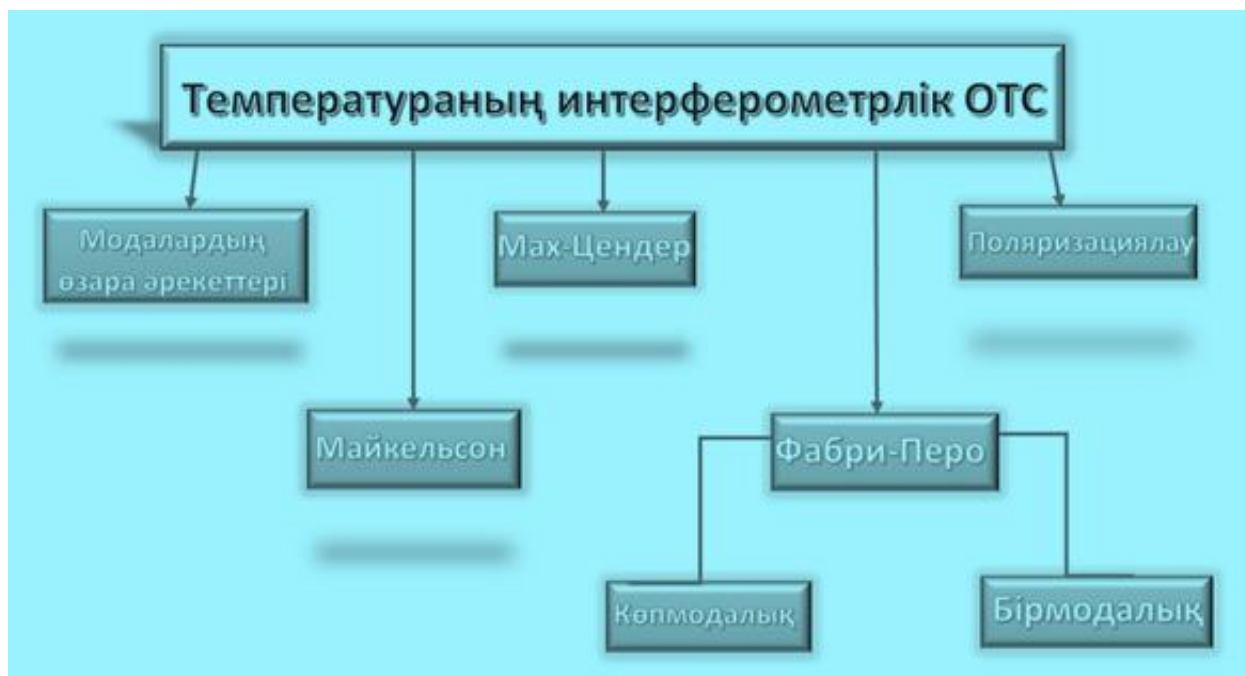 Температураның интерферометрлік ОТС
Модалардың
өзара әрекеттері
Мах-Цендер
Поляризациялау
Майкельсон
Фабри-Перо
Көпмодалық
Бірмодалық